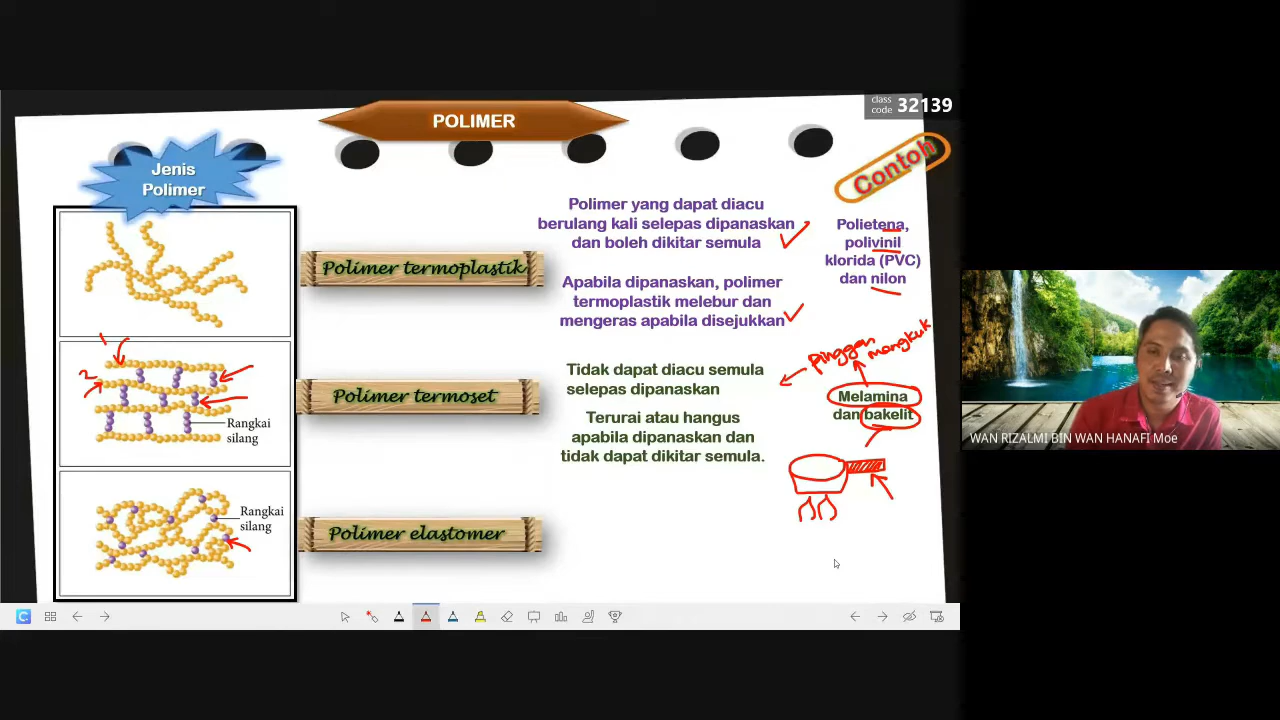 class
code 32139
POLIMER
Jenis
Polimer
Contoh
Polimer termoplastik
Polimer yang dapat diacu
berulang kali selepas dipanaskan
dan boleh dikitar semula
Apabila dipanaskan, polimer
termoplastik melebur dan
mengeras apabila disejukkan
Polietena,
polivinil
klorida (PVC)
dan nilon
1
2
Rangkai
silang
Polimer termoset
Tidak dapat diacu semula
selepas dipanaskan
Terurai atau hangus
apabila dipanaskan dan
tidak dapat dikitar semula.
pinggan
mangkuk
Melamina
dan bakelit
Rangkai
silang
Polimer elastomer
WAN RIZALMI BIN WAN HANAFI Moe